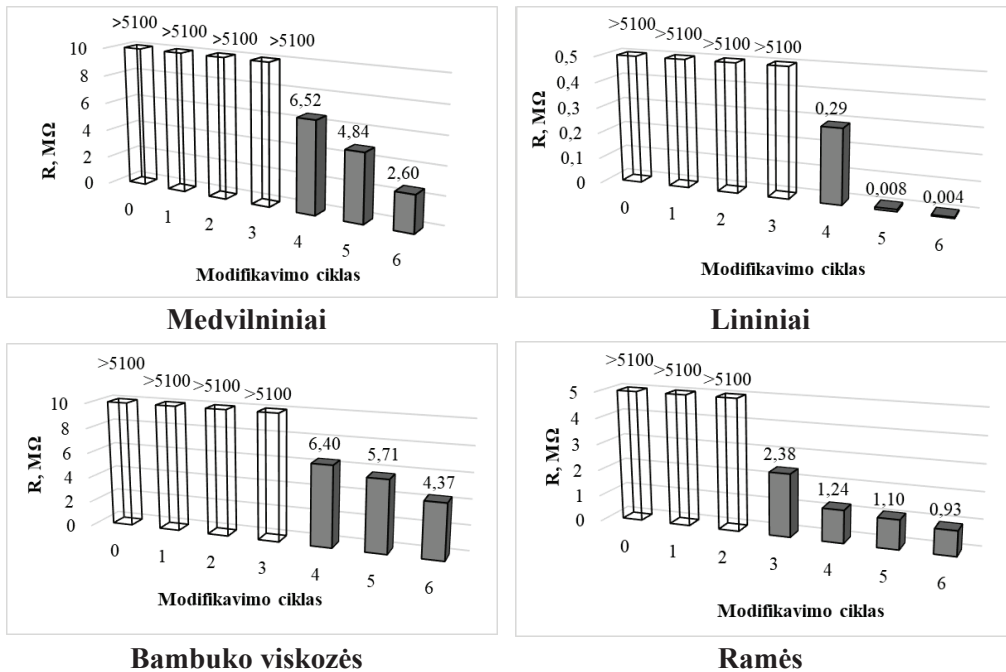 >5100 >5100 >5100 >5100
R, MΩ
10
8
6
4
2
0
6,52
4,84
2,60
0 1 2 3 4 5 6
Modifikavimo ciklas
Medvilniniai
>5100 >5100 >5100 >5100
R, MΩ
0,5
0,4
0,3
0,2
0,1
0
0,29
0,008
0,004
0 1 2 3 4 5 6
Modifikavimo ciklas
Lininiai
>5100 >5100 >5100 >5100
R, MΩ
10
8
6
4
2
0
6,40
5,71
4,37
0 1 2 3 4 5 6
Modifikavimo ciklas
Bambuko viskozės
>5100 >5100 >5100
R, MΩ
5
4
3
2
1
0
2,38
1,24
1,10
0,93
0 1 2 3 4 5 6
Modifikavimo ciklas
Ramės